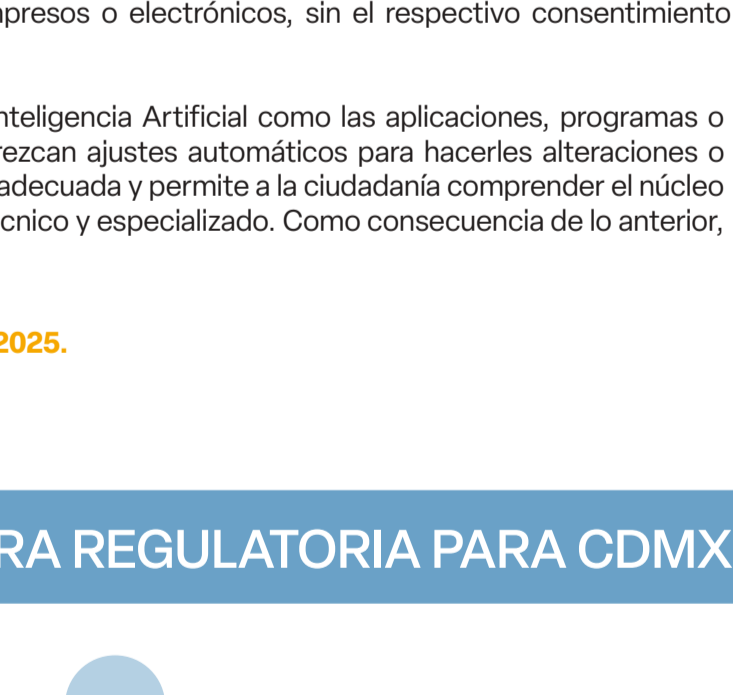 mpresos o electrónicos, sin el respectivo consentimiento
nteligencia Artificial como las aplicaciones, programas o
rezcan ajustes automáticos para hacerles alteraciones o
adecuada y permite a la ciudadanía comprender el núcleo
cnico y especializado. Como consecuencia de lo anterior,
2025.
RA REGULATORIA PARA CDMX